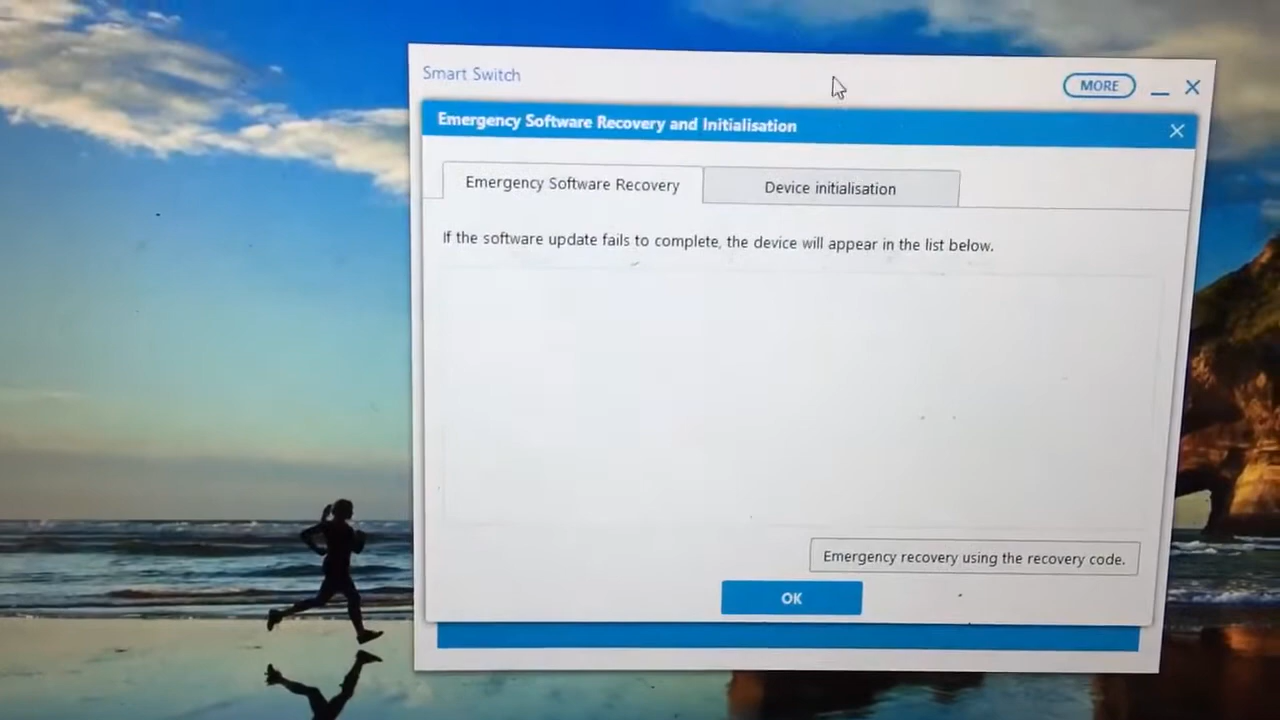 Smart Switch
MORE
Emergency Software Recovery and Initialisation
Emergency Software Recovery
Device initialisation
If the software update fails to complete, the device will appear in the list below.
Emergency recovery using the recovery code.
OK